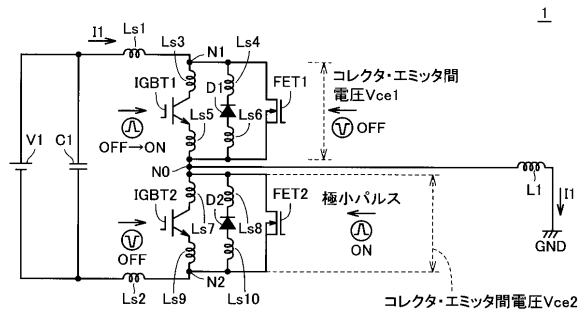 1
I1
Ls1
Ls3
N1
Ls4
IGBT1
D1
FET1
コレクタ・エミッタ間
電圧Vce1
OFF→ON
Ls5
Ls6
OFF
V1
C1
N0
L1
I1
GND
IGBT2
D2
FET2
極小パルス
Ls7
Ls8
OFF
ON
Ls2
Ls9
N2
Ls10
コレクタ・エミッタ間電圧Vce2